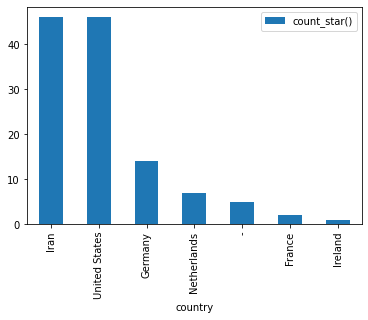 count_star()
40
30
20
10
0
Iran
United States
Germany
Netherlands
-
France
Ireland
country